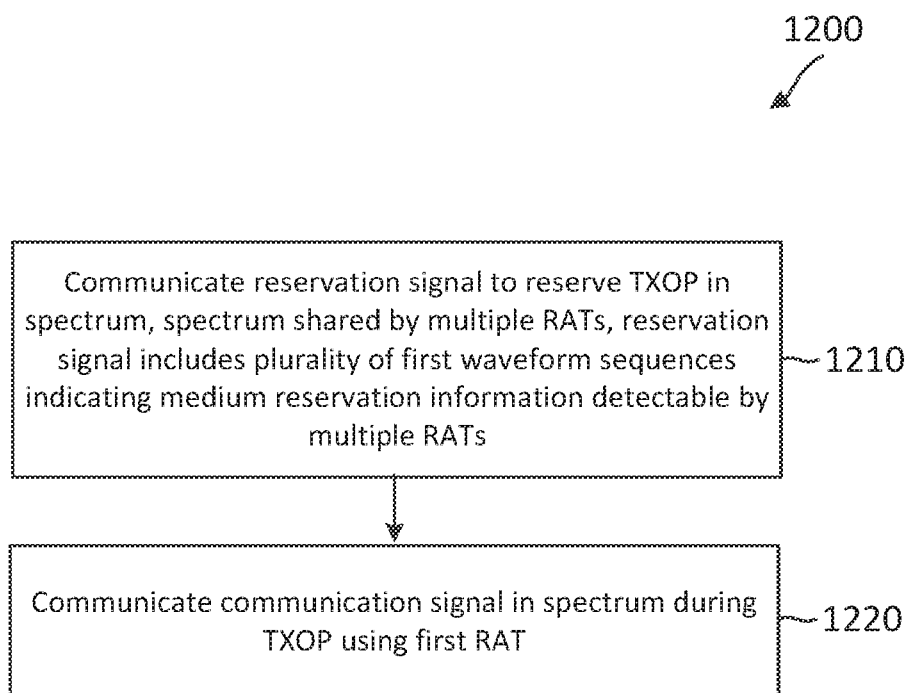 1200
Communicate reservation signal to reserve TXOP in
spectrum, spectrum shared by multiple RATs, reservation
signal includes plurality of first waveform sequences
indicating medium reservation information detectable by
multiple RATs
1210
Communicate communication signal in spectrum during
TXOP using first RAT
1220